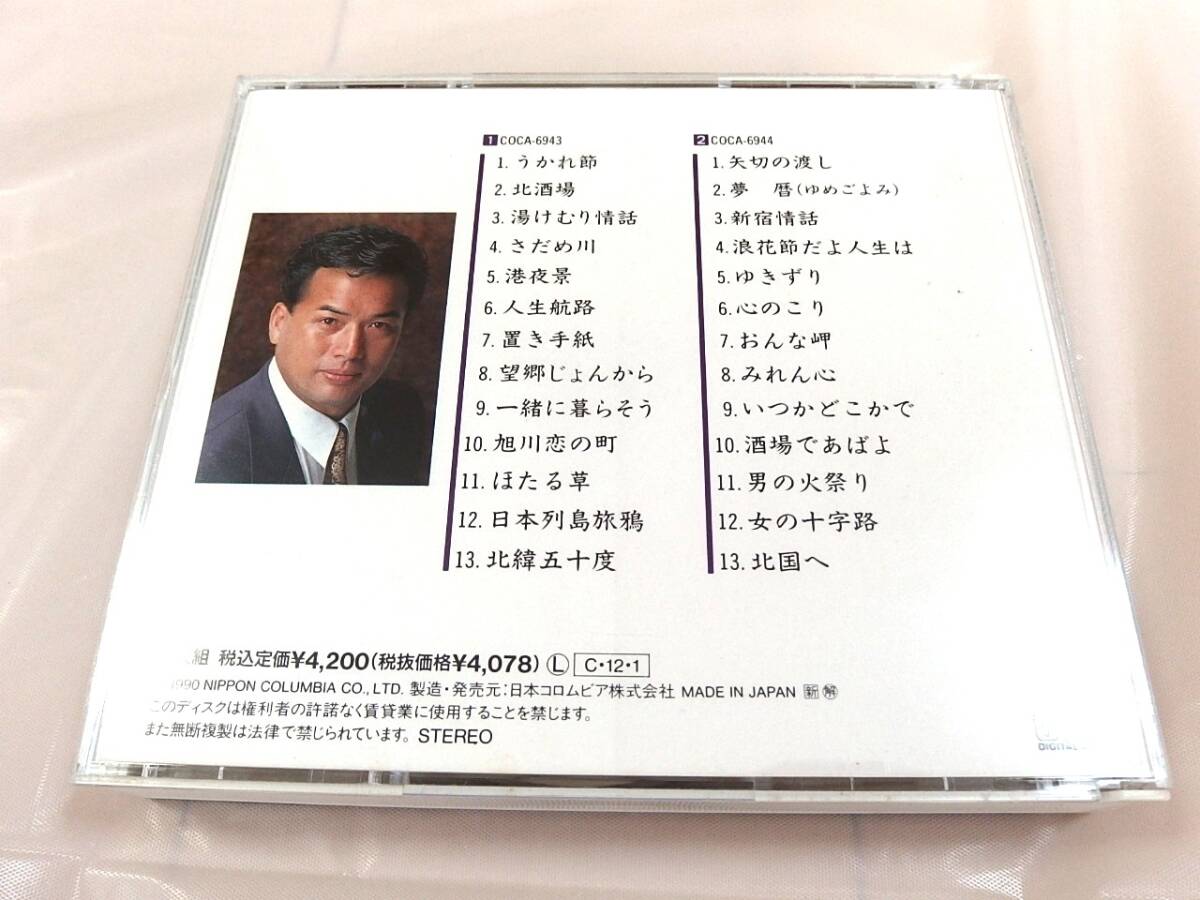 1 COCA-6943
1. うかれ節
2. 北酒場
3. 湯けむり情話
4. さだめ川
5. 港夜景
6. 人生航路
7. 置き手紙
8. 望郷じょんから
9. 一緒に暮らそう
10. 旭川恋の町
11. ほたる草
12. 日本列島旅鴉
13. 北緯五十度
2 COCA-6944
1. 矢切の渡し
2. 夢　暦(ゆめごよみ)
3. 新宿情話
4. 浪花節だよ人生は
5. ゆきずり
6. 心のこり
7. おんな岬
8. みれん心
9. いつかどこかで
10. 酒場であばよ
11. 男の火祭り
12. 女の十字路
13. 北国へ
組 税込定価¥4,200(税抜価格¥4,078) Ⓛ C・12・1
1990 NIPPON COLUMBIA CO., LTD. 製造・発売元:日本コロムビア株式会社 MADE IN JAPAN 新 解
このディスクは権利者の許諾なく賃貸業に使用することを禁じます。
また無断複製は法律で禁じられています。 STEREO
DIGITAL